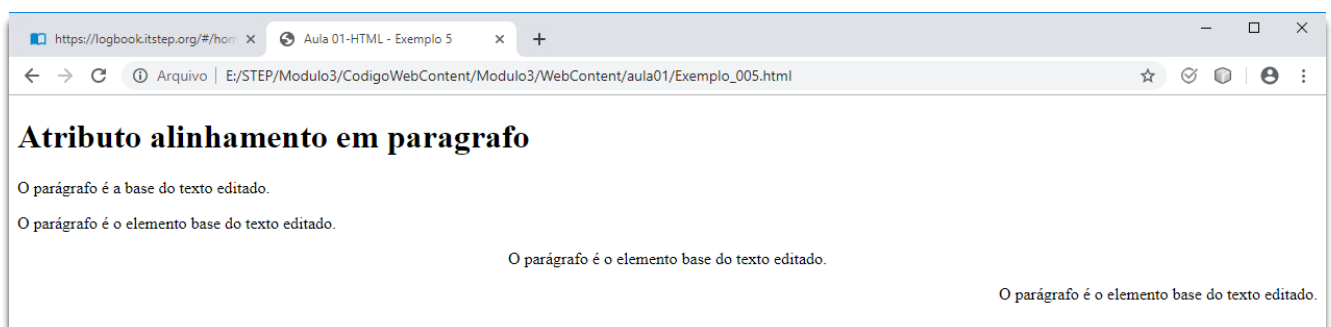 https://logbook.itstep.org/#/hom
Aula 01-HTML - Exemplo 5
Arquivo | E:/STEP/Modulo3/CodigoWebContent/Modulo3/WebContent/aula01/Exemplo_005.html
Atributo alinhamento em paragrafo
O parágrafo é a base do texto editado.
O parágrafo é o elemento base do texto editado.
O parágrafo é o elemento base do texto editado.
O parágrafo é o elemento base do texto editado.